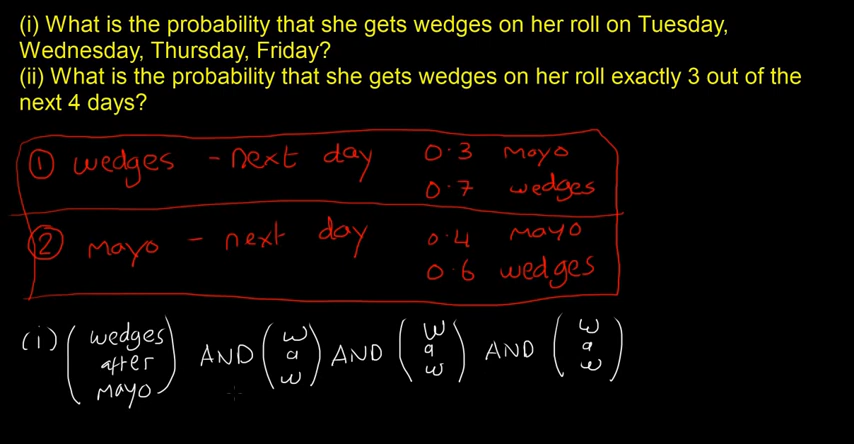 (i) What is the probability that she gets wedges on her roll on Tuesday,
Wednesday, Thursday, Friday?
(ii) What is the probability that she gets wedges on her roll exactly 3 out of the
next 4 days?
① wedges - next day 0.3 mayo
0.7 wedges
② mayo - next day 0.4 mayo
0.6 wedges
(i) (wedges after mayo) AND (w a w) AND (w a w) AND (w a w)